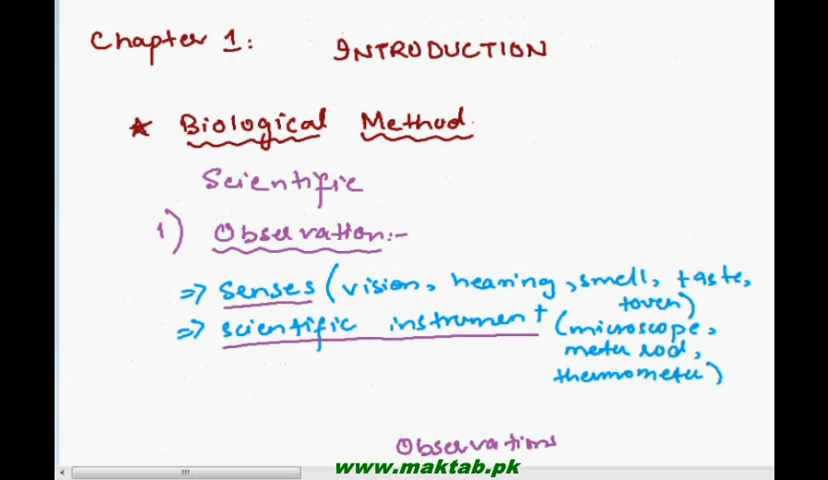 Chapter 1: INTRODUCTION
★ Biological Method
Scientific
1) Observation:-
=> senses (vision, hearing, smell, taste,
touch)
=> scientific instrument (microscope,
meter rod,
thermometer)
Observations
www.maktab.pk